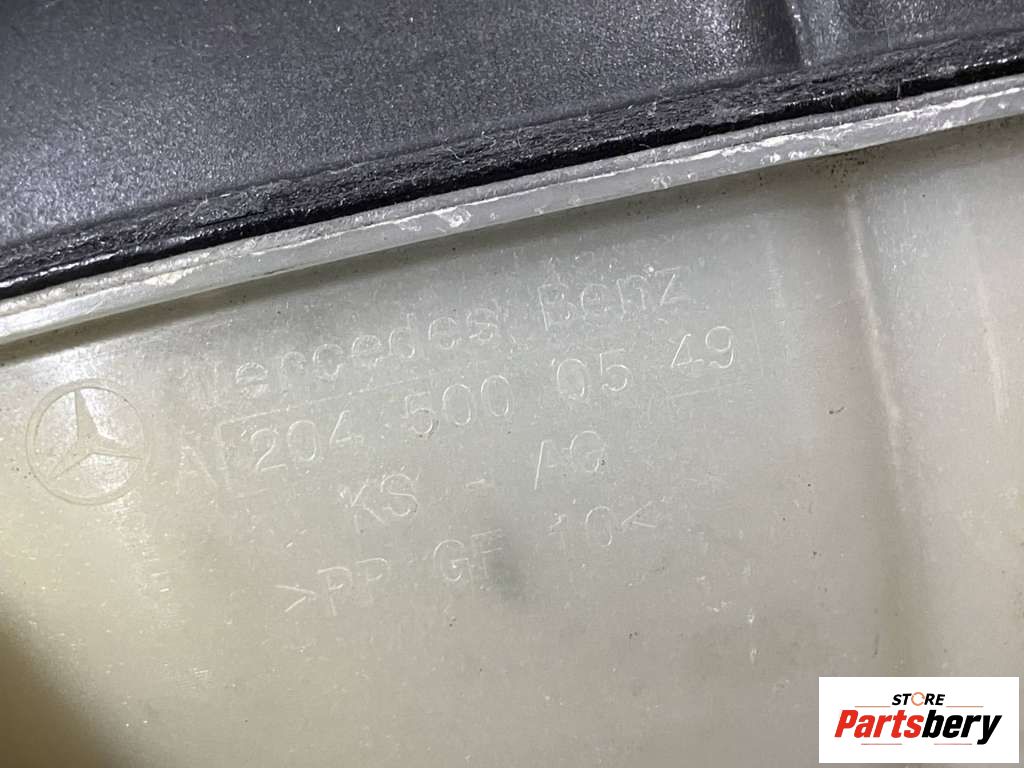 Mercedes Benz
A 204 500 05 49
KS - AG
>PP GF 10<
STORE
Partsbery